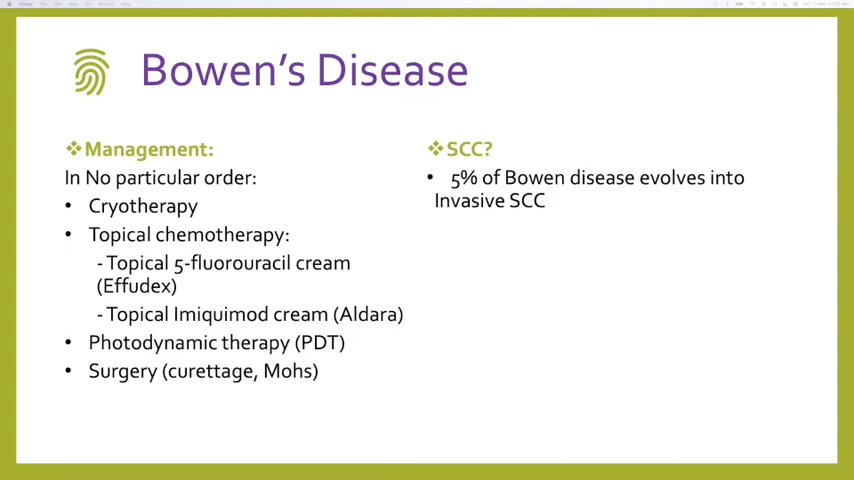 Bowen's Disease
❖Management:
In No particular order:
• Cryotherapy
• Topical chemotherapy:
- Topical 5-fluorouracil cream
(Effudex)
- Topical Imiquimod cream (Aldara)
• Photodynamic therapy (PDT)
• Surgery (curettage, Mohs)
❖SCC?
• 5% of Bowen disease evolves into
Invasive SCC